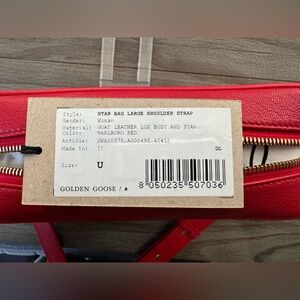 Style: STAR BAG LARGE SHOULDER STRAP
Gender: Woman
Material: GOAT LEATHER LUX BODY AND STAR
Color: MARLBORO RED
Article: GWA00375.A000495.40416
Made In: IT DG
Size: U
8 050235 507036
GOLDEN GOOSE /